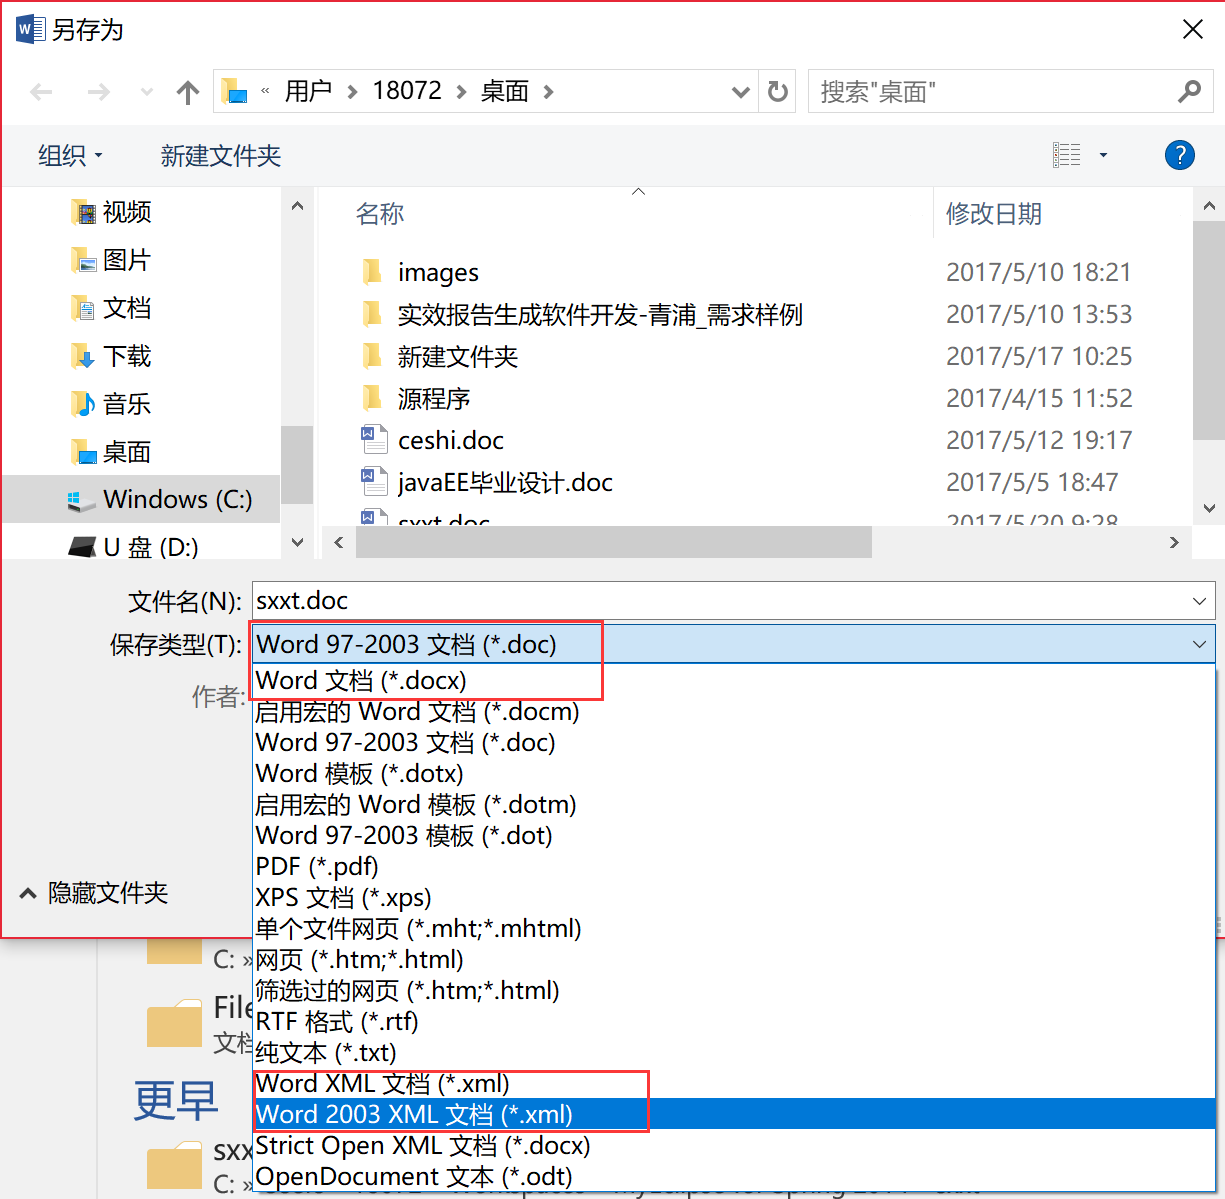 另存为
« 用户 > 18072 > 桌面 >
搜索"桌面"
组织
新建文件夹
?
视频
图片
文档
下载
音乐
桌面
Windows (C:)
U 盘 (D:)
名称 修改日期
images 2017/5/10 18:21
实效报告生成软件开发-青浦_需求样例 2017/5/10 13:53
新建文件夹 2017/5/17 10:25
源程序 2017/4/15 11:52
ceshi.doc 2017/5/12 19:17
javaEE毕业设计.doc 2017/5/5 18:47
sxxt.doc 2017/5/20 9:28
文件名(N): sxxt.doc
保存类型(T): Word 97-2003 文档 (*.doc)
作者:
Word 文档 (*.docx)
启用宏的 Word 文档 (*.docm)
Word 97-2003 文档 (*.doc)
Word 模板 (*.dotx)
启用宏的 Word 模板 (*.dotm)
Word 97-2003 模板 (*.dot)
PDF (*.pdf)
XPS 文档 (*.xps)
单个文件网页 (*.mht;*.mhtml)
网页 (*.htm;*.html)
筛选过的网页 (*.htm;*.html)
RTF 格式 (*.rtf)
纯文本 (*.txt)
Word XML 文档 (*.xml)
Word 2003 XML 文档 (*.xml)
Strict Open XML 文档 (*.docx)
OpenDocument 文本 (*.odt)
隐藏文件夹
C: »
File
文档
更早
sxx
C: »